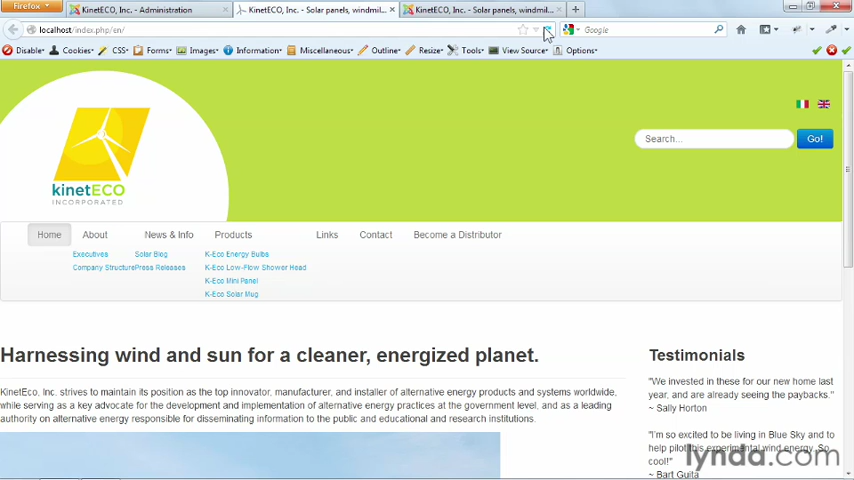 Firefox
KinetECO, Inc. - Administration
KinetECO, Inc. - Solar panels, windmil...
KinetECO, Inc. - Solar panels, windmil...
localhost/index.php/en/
Google
Disable Cookies CSS Forms Images Information Miscellaneous Outline Resize Tools View Source Options
kinetECO
INCORPORATED
Search...
Go!
Home About News & Info Products Links Contact Become a Distributor
Executives Solar Blog K-Eco Energy Bulbs
Company Structure Press Releases K-Eco Low-Flow Shower Head
K-Eco Mini Panel
K-Eco Solar Mug
Harnessing wind and sun for a cleaner, energized planet.
KinetEco, Inc. strives to maintain its position as the top innovator, manufacturer, and installer of alternative energy products and systems worldwide,
while serving as a key advocate for the development and implementation of alternative energy practices at the government level, and as a leading
authority on alternative energy responsible for disseminating information to the public and educational and research institutions.
Testimonials
"We invested in these for our new home last
year, and are already seeing the paybacks."
~ Sally Horton
"I'm so excited to be living in Blue Sky and to
help pilot this experimental wind energy. So
cool!"
~ Bart Guita
lynda.com